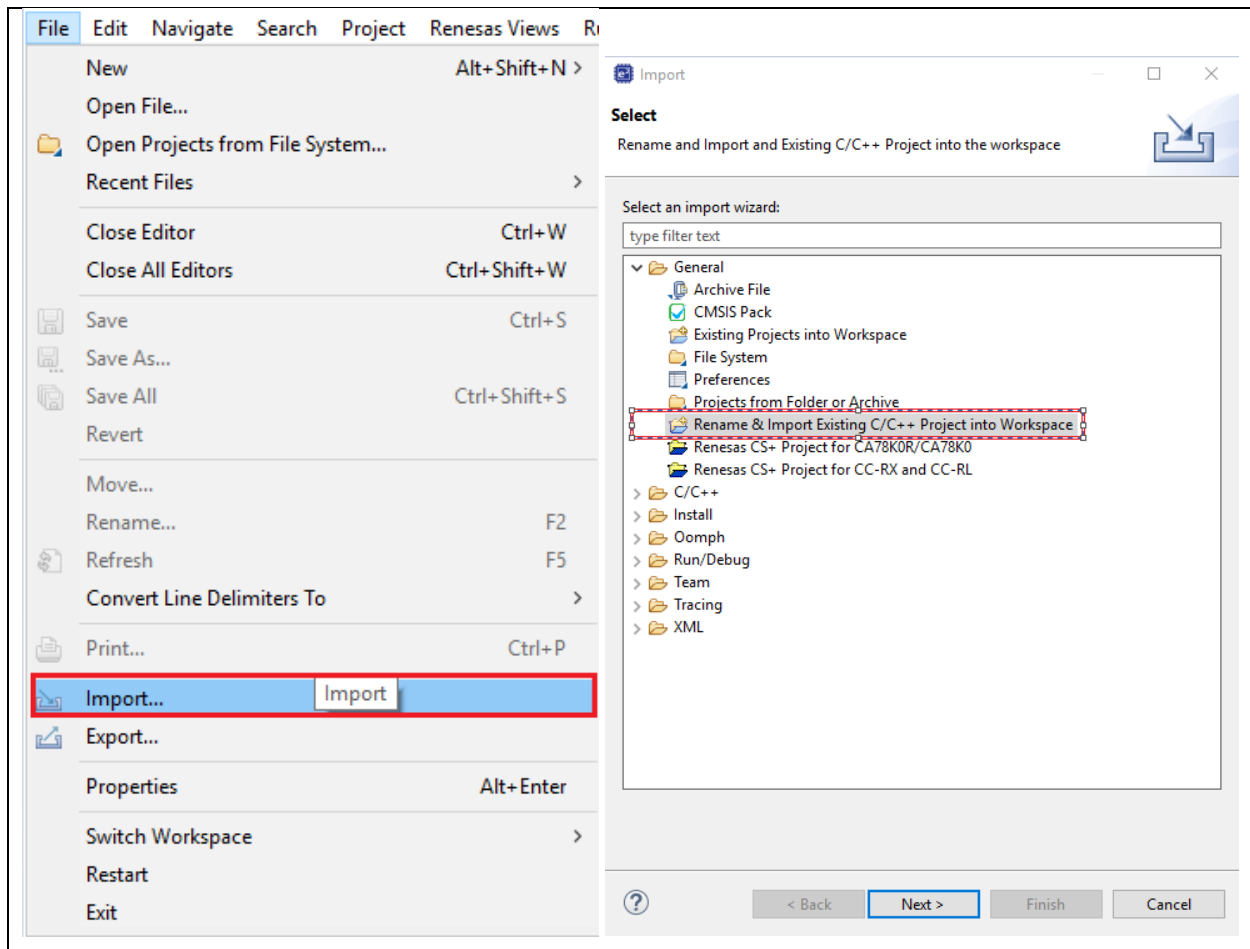 File Edit Navigate Search Project Renesas Views
New Alt+Shift+N >
Open File...
Open Projects from File System...
Recent Files >
Close Editor Ctrl+W
Close All Editors Ctrl+Shift+W
Save Ctrl+S
Save As...
Save All Ctrl+Shift+S
Revert
Move...
Rename... F2
Refresh F5
Convert Line Delimiters To >
Print... Ctrl+P
Import... Import
Export...
Properties Alt+Enter
Switch Workspace >
Restart
Exit
Import
Select
Rename and Import and Existing C/C++ Project into the workspace
Select an import wizard:
type filter text
General
Archive File
CMSIS Pack
Existing Projects into Workspace
File System
Preferences
Projects from Folder or Archive
Rename & Import Existing C/C++ Project into Workspace
Renesas CS+ Project for CA78K0R/CA78K0
Renesas CS+ Project for CC-RX and CC-RL
> C/C++
> Install
> Oomph
> Run/Debug
> Team
> Tracing
> XML
? < Back Next > Finish Cancel